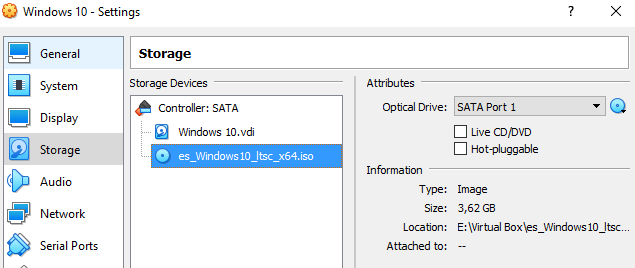 Windows 10 - Settings
General
System
Display
Storage
Audio
Network
Serial Ports
Storage
Storage Devices
Controller: SATA
Windows 10.vdi
es_Windows10_ltsc_x64.iso
Attributes
Optical Drive: SATA Port 1
Live CD/DVD
Hot-pluggable
Information
Type: Image
Size: 3,62 GB
Location: E:\Virtual Box\es_Windows10_ltsc...
Attached to: --